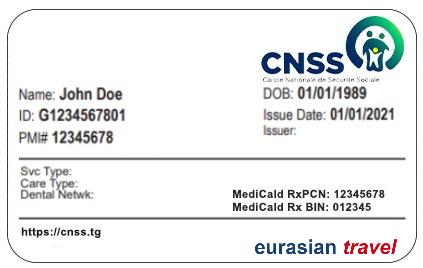 CNSS
Caisse Nationale de Sécurité Sociale
Name: John Doe
DOB: 01/01/1989
ID: G1234567801
Issue Date: 01/01/2021
PMI# 12345678
Issuer:
Svc Type:
Care Type:
Dental Netwk:
MediCald RxPCN: 12345678
MediCald Rx BIN: 012345
https://cnss.tg
eurasian travel